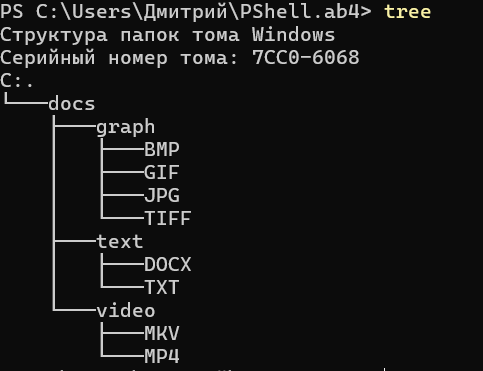 PS C:\Users\Дмитрий\PShell.ab4> tree
Структура папок тома Windows
Серийный номер тома: 7CC0-6068
C:.
└───docs
    ├───graph
    │   ├───BMP
    │   ├───GIF
    │   ├───JPG
    │   └───TIFF
    ├───text
    │   ├───DOCX
    │   └───TXT
    └───video
        ├───MKV
        └───MP4